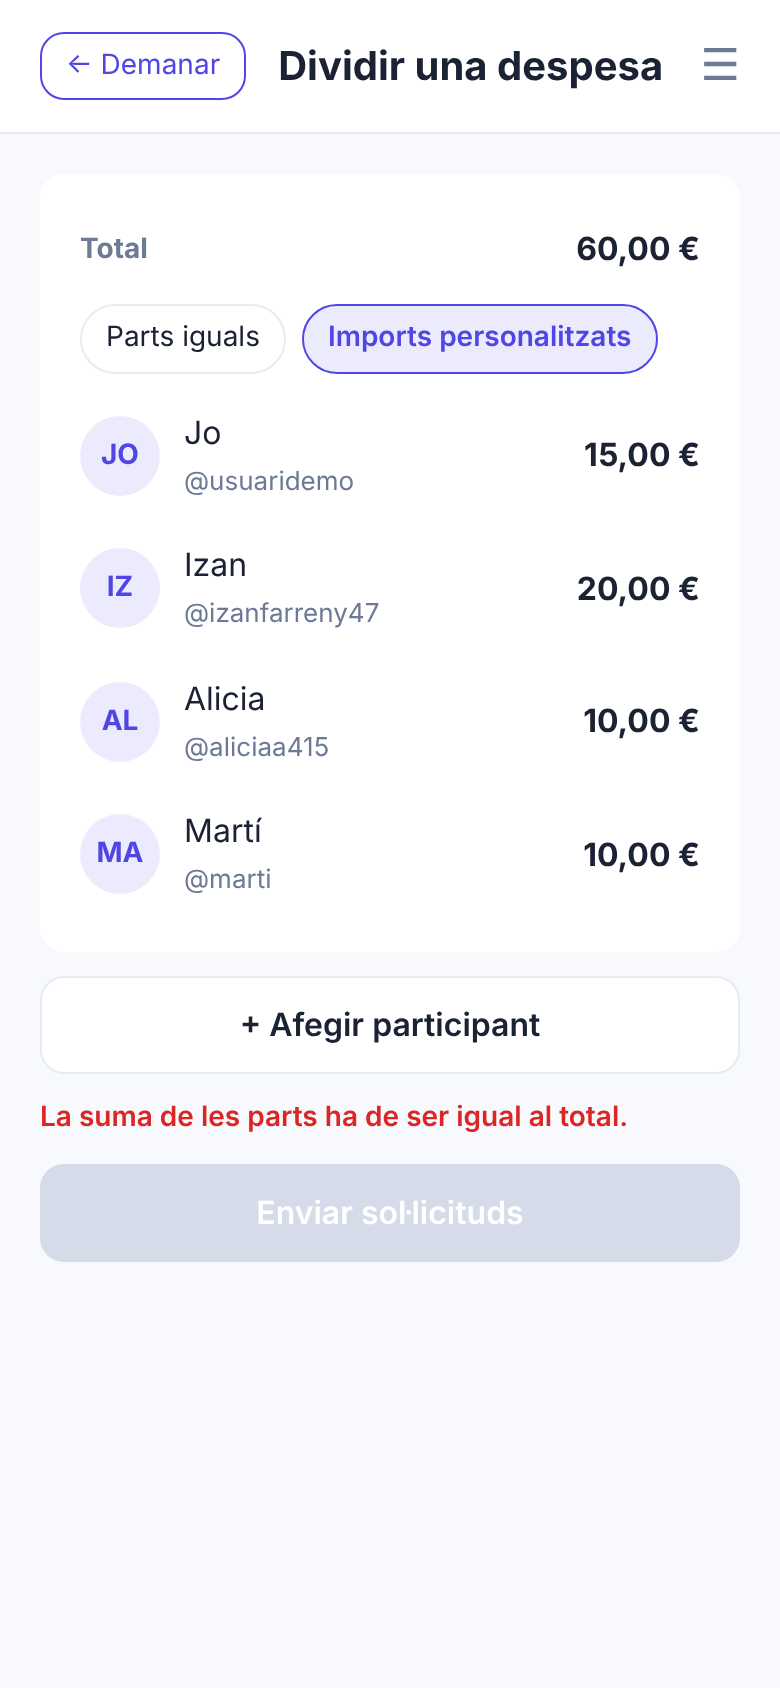 ← Demanar
Dividir una despesa
Total
60,00 €
Parts iguals
Imports personalitzats
JO
Jo
@usuaridemo
15,00 €
IZ
Izan
@izanfarreny47
20,00 €
AL
Alicia
@aliciaa415
10,00 €
MA
Martí
@marti
10,00 €
+ Afegir participant
La suma de les parts ha de ser igual al total.
Enviar sol·licituds